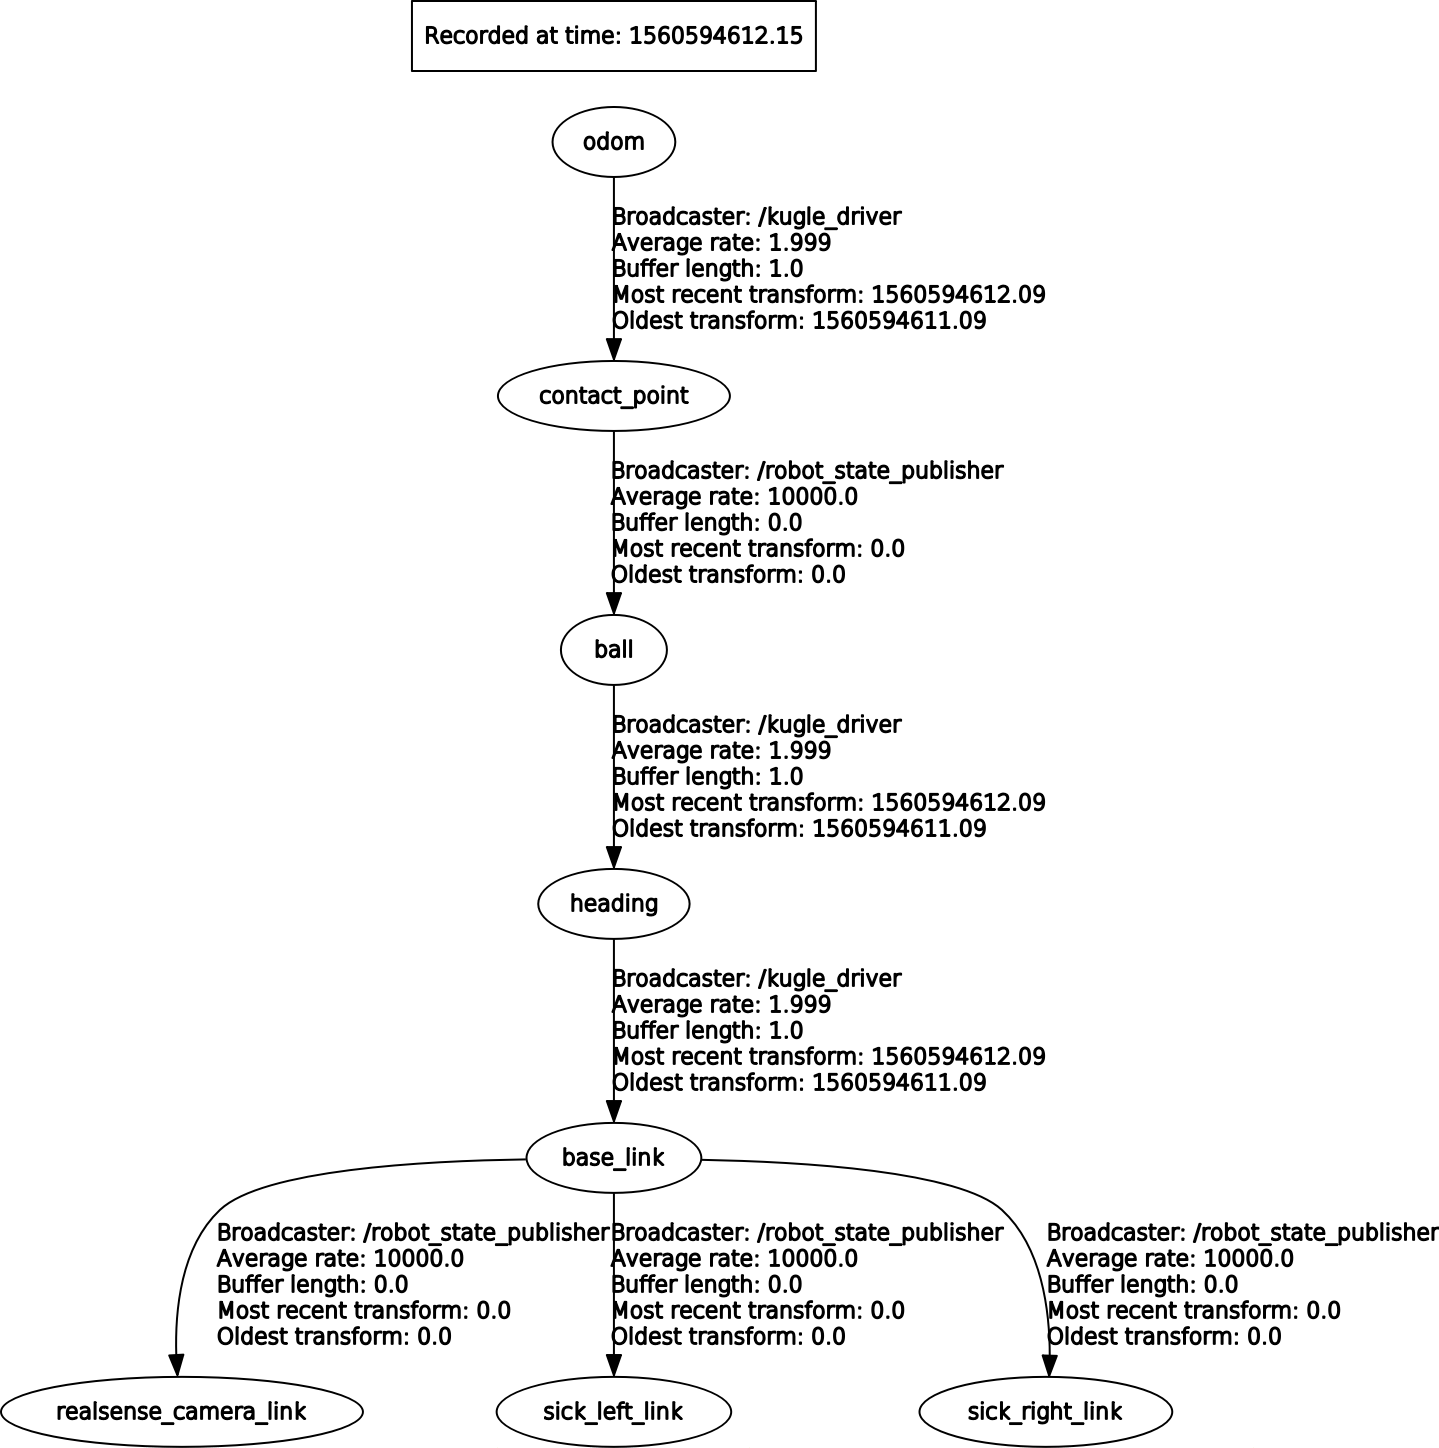 Recorded at time: 1560594612.15
odom
Broadcaster: /kugle_driver
Average rate: 1.999
Buffer length: 1.0
Most recent transform: 1560594612.09
Oldest transform: 1560594611.09
contact_point
Broadcaster: /robot_state_publisher
Average rate: 10000.0
Buffer length: 0.0
Most recent transform: 0.0
Oldest transform: 0.0
ball
Broadcaster: /kugle_driver
Average rate: 1.999
Buffer length: 1.0
Most recent transform: 1560594612.09
Oldest transform: 1560594611.09
heading
Broadcaster: /kugle_driver
Average rate: 1.999
Buffer length: 1.0
Most recent transform: 1560594612.09
Oldest transform: 1560594611.09
base_link
Broadcaster: /robot_state_publisher
Average rate: 10000.0
Buffer length: 0.0
Most recent transform: 0.0
Oldest transform: 0.0
Broadcaster: /robot_state_publisher
Average rate: 10000.0
Buffer length: 0.0
Most recent transform: 0.0
Oldest transform: 0.0
Broadcaster: /robot_state_publisher
Average rate: 10000.0
Buffer length: 0.0
Most recent transform: 0.0
Oldest transform: 0.0
realsense_camera_link
sick_left_link
sick_right_link